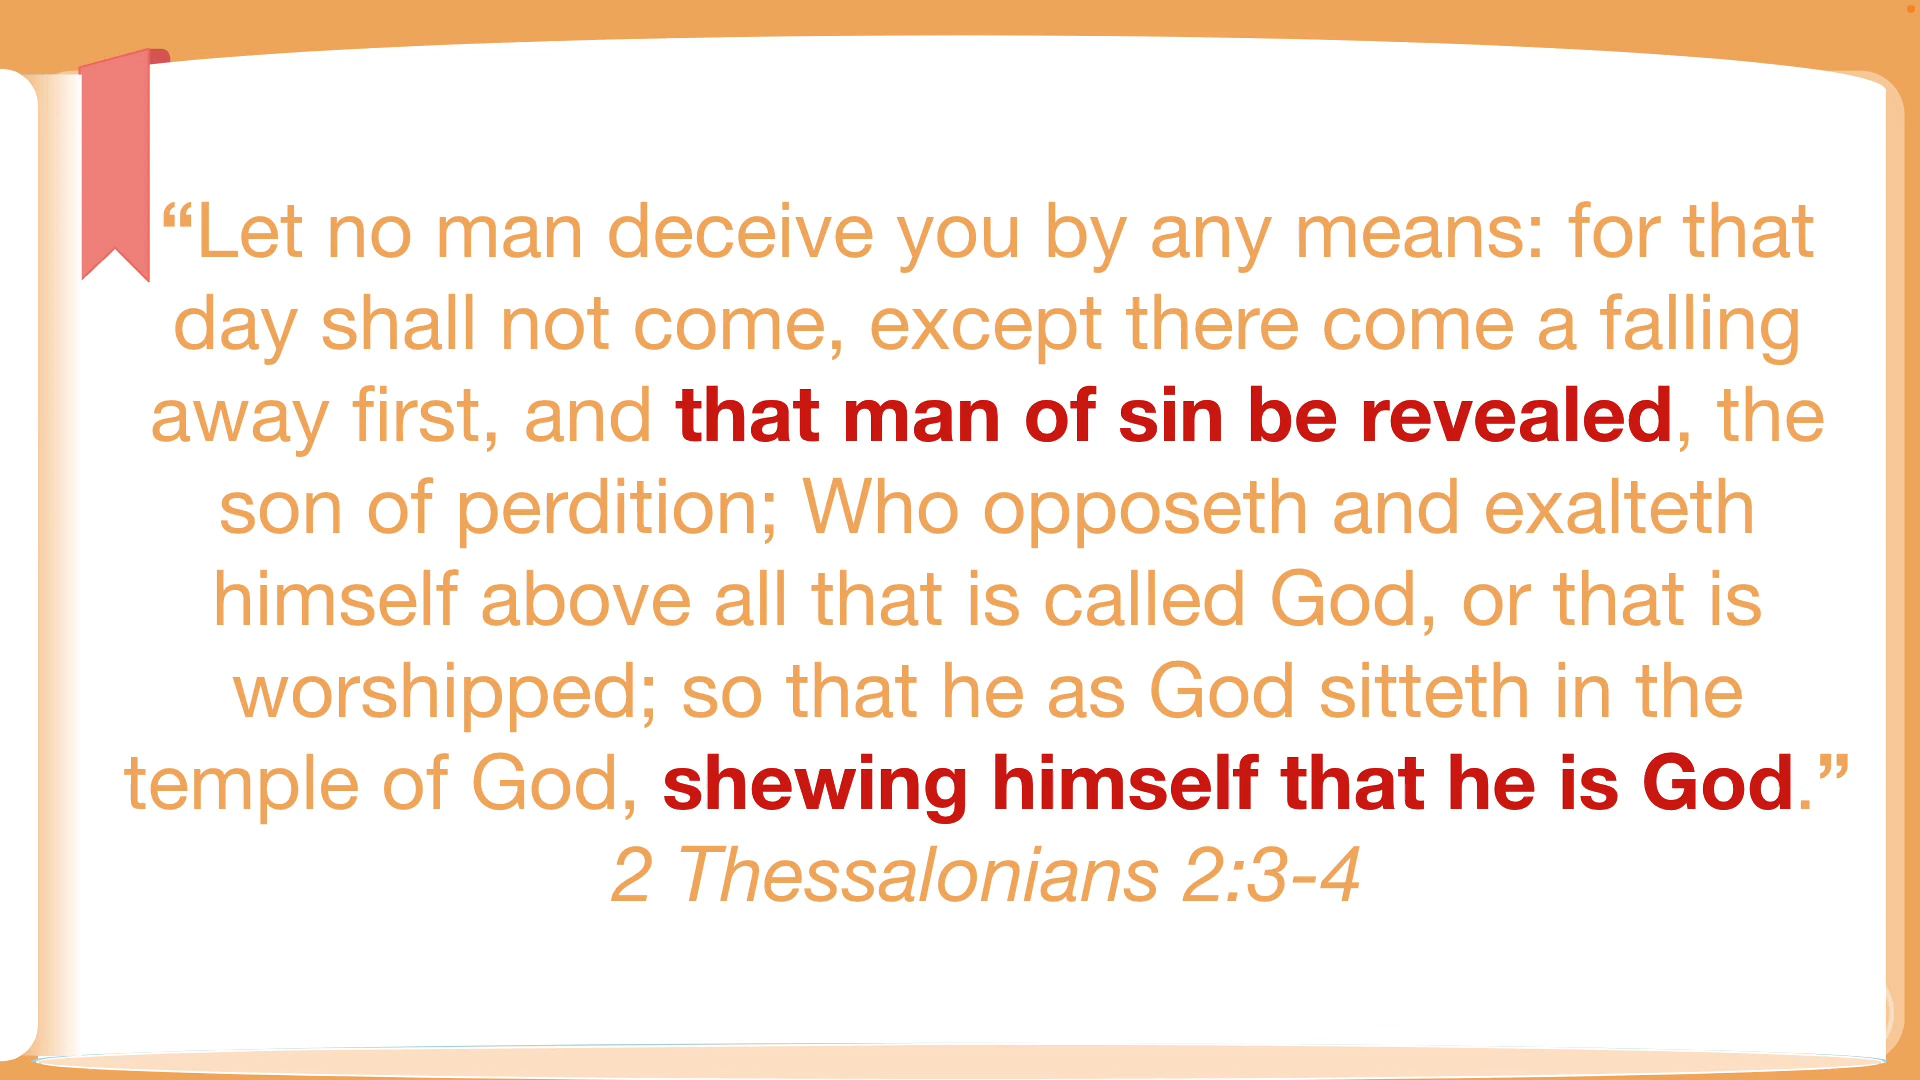 “Let no man deceive you by any means: for that
day shall not come, except there come a falling
away first, and that man of sin be revealed, the
son of perdition; Who opposeth and exalteth
himself above all that is called God, or that is
worshipped; so that he as God sitteth in the
temple of God, shewing himself that he is God.”
2 Thessalonians 2:3-4